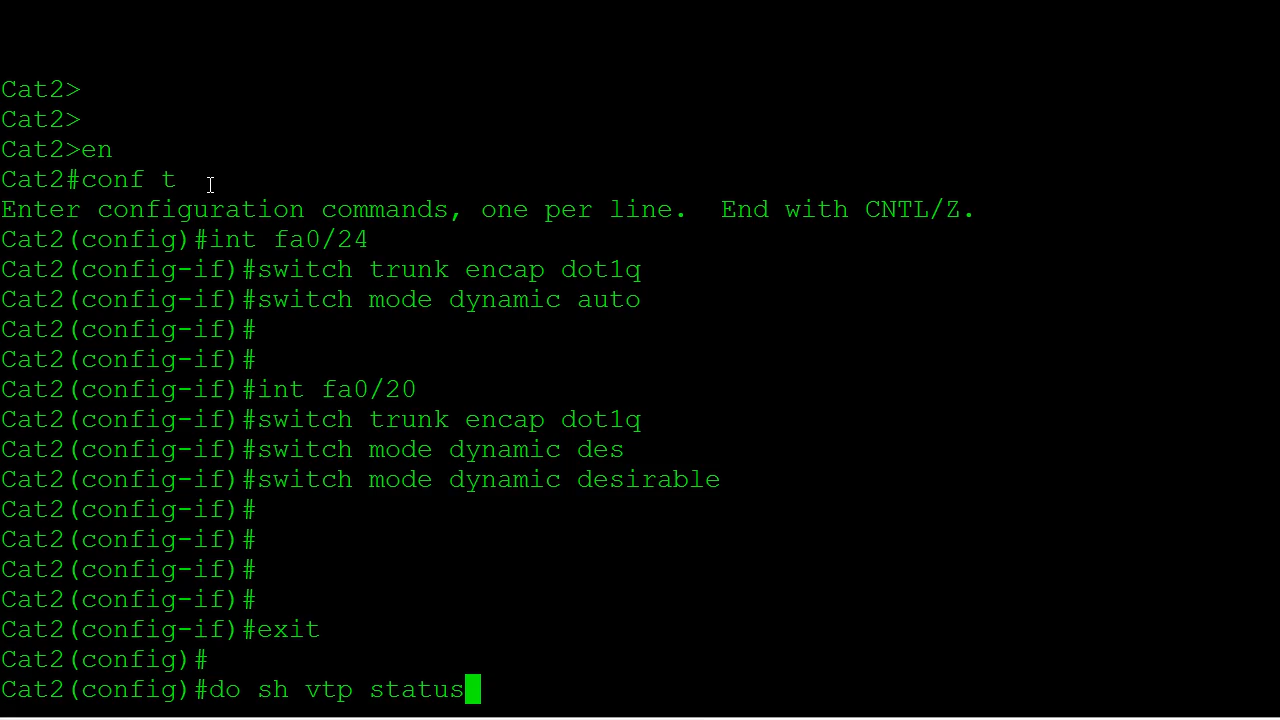 Cat2>
Cat2>
Cat2>en
Cat2#conf t
Enter configuration commands, one per line.  End with CNTL/Z.
Cat2(config)#int fa0/24
Cat2(config-if)#switch trunk encap dot1q
Cat2(config-if)#switch mode dynamic auto
Cat2(config-if)#
Cat2(config-if)#
Cat2(config-if)#int fa0/20
Cat2(config-if)#switch trunk encap dot1q
Cat2(config-if)#switch mode dynamic des
Cat2(config-if)#switch mode dynamic desirable
Cat2(config-if)#
Cat2(config-if)#
Cat2(config-if)#
Cat2(config-if)#
Cat2(config-if)#exit
Cat2(config)#
Cat2(config)#do sh vtp status